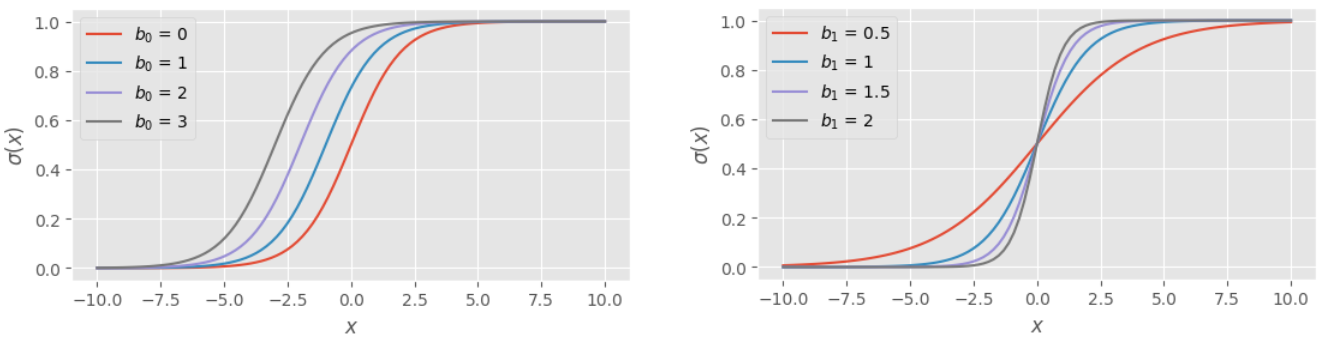 1.0
0.8
0.6
0.4
0.2
0.0
σ(x)
b₀ = 0
b₀ = 1
b₀ = 2
b₀ = 3
−10.0 −7.5 −5.0 −2.5 0.0 2.5 5.0 7.5 10.0
x
1.0
0.8
0.6
0.4
0.2
0.0
σ(x)
b₁ = 0.5
b₁ = 1
b₁ = 1.5
b₁ = 2
−10.0 −7.5 −5.0 −2.5 0.0 2.5 5.0 7.5 10.0
x